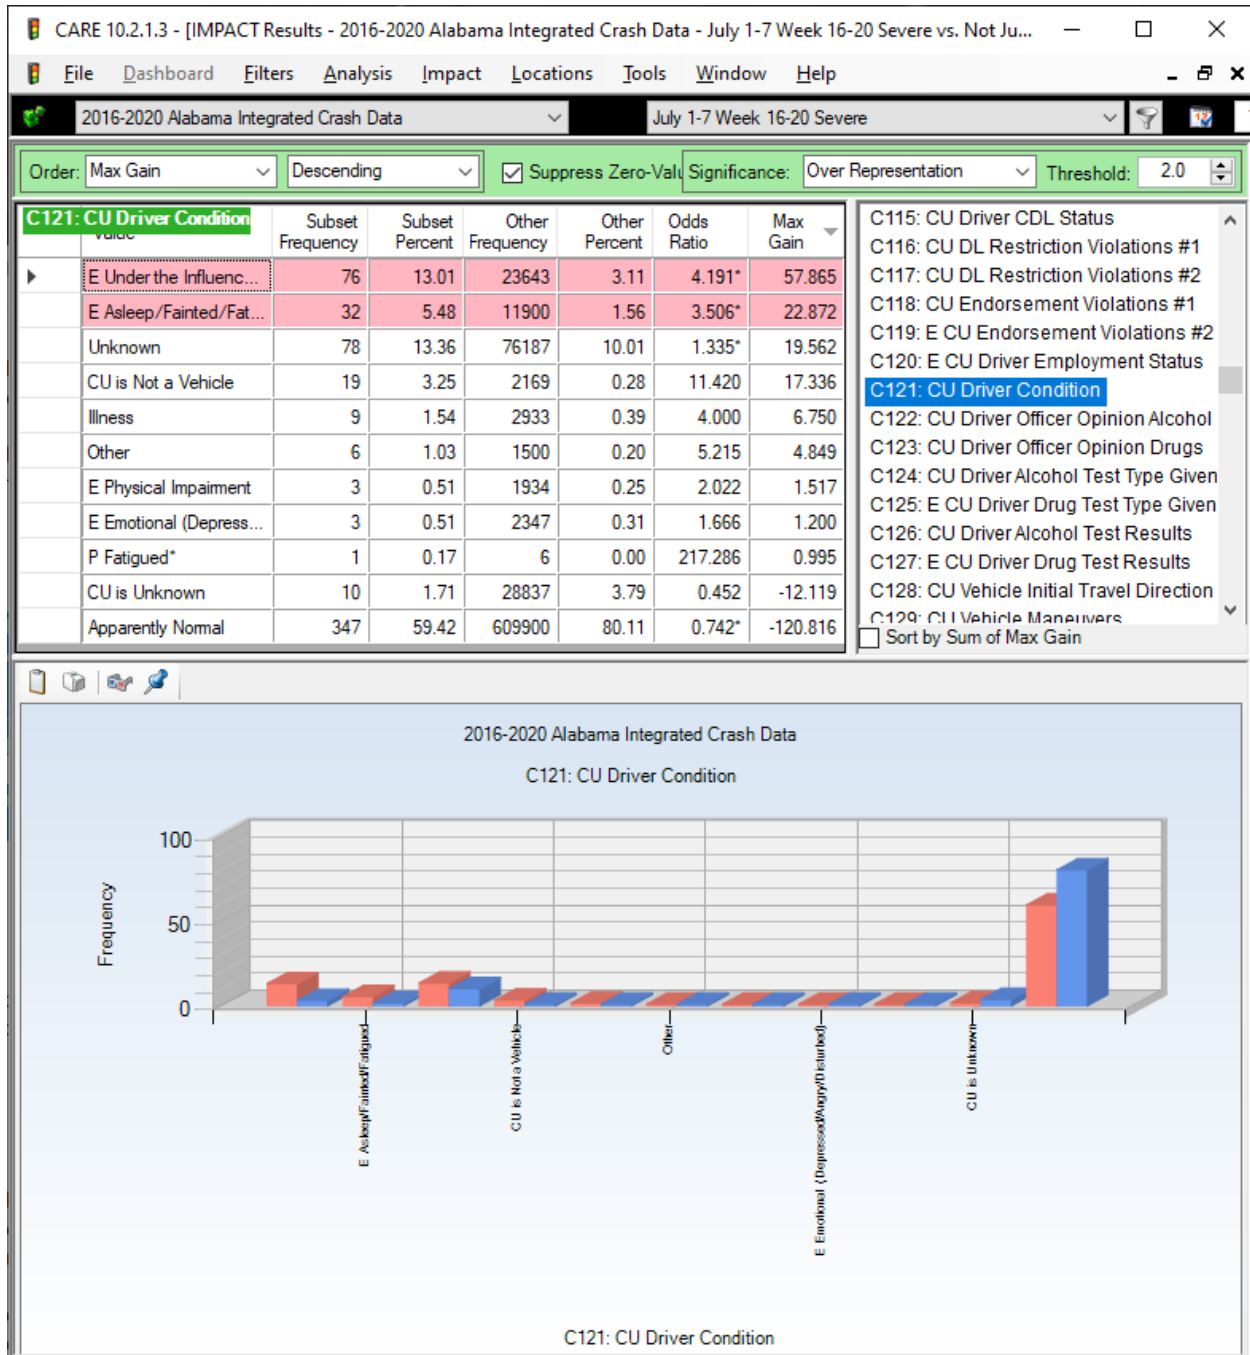 CARE 10.2.1.3 - [IMPACT Results - 2016-2020 Alabama Integrated Crash Data - July 1-7 Week 16-20 Severe vs. Not Ju...
File Dashboard Filters Analysis Impact Locations Tools Window Help
2016-2020 Alabama Integrated Crash Data July 1-7 Week 16-20 Severe
Order: Max Gain Descending Suppress Zero-Valu Significance: Over Representation Threshold: 2.0
C121: CU Driver Condition
Subset Frequency Subset Percent Other Frequency Other Percent Odds Ratio Max Gain
E Under the Influenc... 76 13.01 23643 3.11 4.191* 57.865
E Asleep/Fainted/Fat... 32 5.48 11900 1.56 3.506* 22.872
Unknown 78 13.36 76187 10.01 1.335* 19.562
CU is Not a Vehicle 19 3.25 2169 0.28 11.420 17.336
Illness 9 1.54 2933 0.39 4.000 6.750
Other 6 1.03 1500 0.20 5.215 4.849
E Physical Impairment 3 0.51 1934 0.25 2.022 1.517
E Emotional (Depress... 3 0.51 2347 0.31 1.666 1.200
P Fatigued* 1 0.17 6 0.00 217.286 0.995
CU is Unknown 10 1.71 28837 3.79 0.452 -12.119
Apparently Normal 347 59.42 609900 80.11 0.742* -120.816
C115: CU Driver CDL Status
C116: CU DL Restriction Violations #1
C117: CU DL Restriction Violations #2
C118: CU Endorsement Violations #1
C119: E CU Endorsement Violations #2
C120: E CU Driver Employment Status
C121: CU Driver Condition
C122: CU Driver Officer Opinion Alcohol
C123: CU Driver Officer Opinion Drugs
C124: CU Driver Alcohol Test Type Given
C125: E CU Driver Drug Test Type Given
C126: CU Driver Alcohol Test Results
C127: E CU Driver Drug Test Results
C128: CU Vehicle Initial Travel Direction
C129: CU Vehicle Maneuvers
Sort by Sum of Max Gain
2016-2020 Alabama Integrated Crash Data
C121: CU Driver Condition
Frequency
100
50
0
E Asleep/Fainted/Fatigued
CU is Not a Vehicle
Other
E Emotional (Depressed/Angry/Disturbed)
CU is Unknown
C121: CU Driver Condition